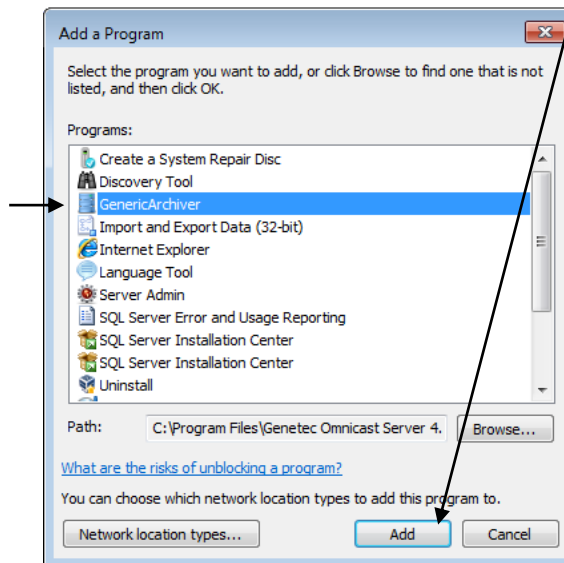 Add a Program
Select the program you want to add, or click Browse to find one that is not
listed, and then click OK.
Programs:
Create a System Repair Disc
Discovery Tool
GenericArchiver
Import and Export Data (32-bit)
Internet Explorer
Language Tool
Server Admin
SQL Server Error and Usage Reporting
SQL Server Installation Center
SQL Server Installation Center
Uninstall
Path: C:\Program Files\Genetec Omnicast Server 4. Browse...
What are the risks of unblocking a program?
You can choose which network location types to add this program to.
Network location types... Add Cancel